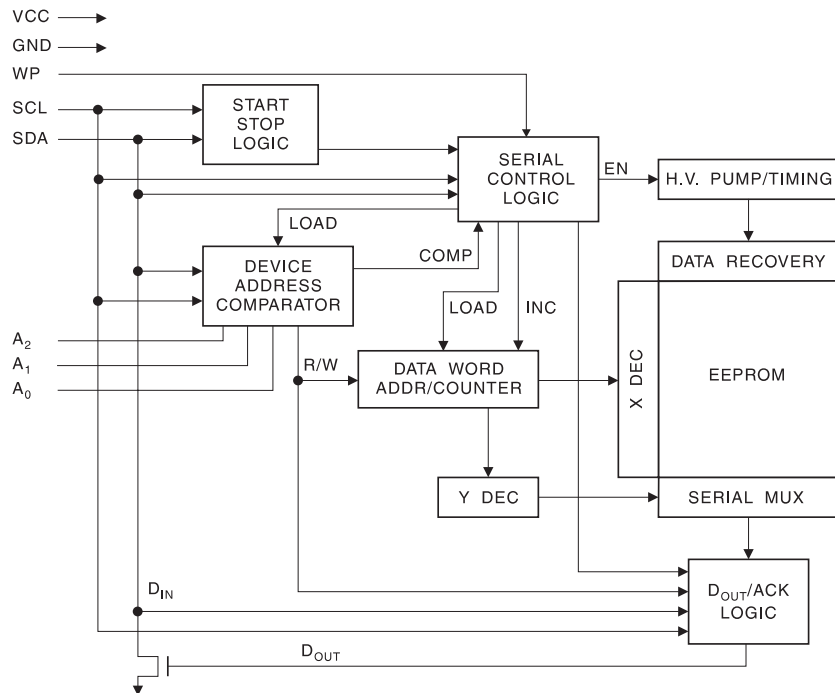 VCC
GND
WP
SCL
SDA
START
STOP
LOGIC
SERIAL
CONTROL
LOGIC
EN
H.V. PUMP/TIMING
LOAD
COMP
DEVICE
ADDRESS
COMPARATOR
DATA RECOVERY
LOAD
INC
A2
A1
A0
R/W
DATA WORD
ADDR/COUNTER
X DEC
EEPROM
Y DEC
SERIAL MUX
DIN
DOUT/ACK
LOGIC
DOUT